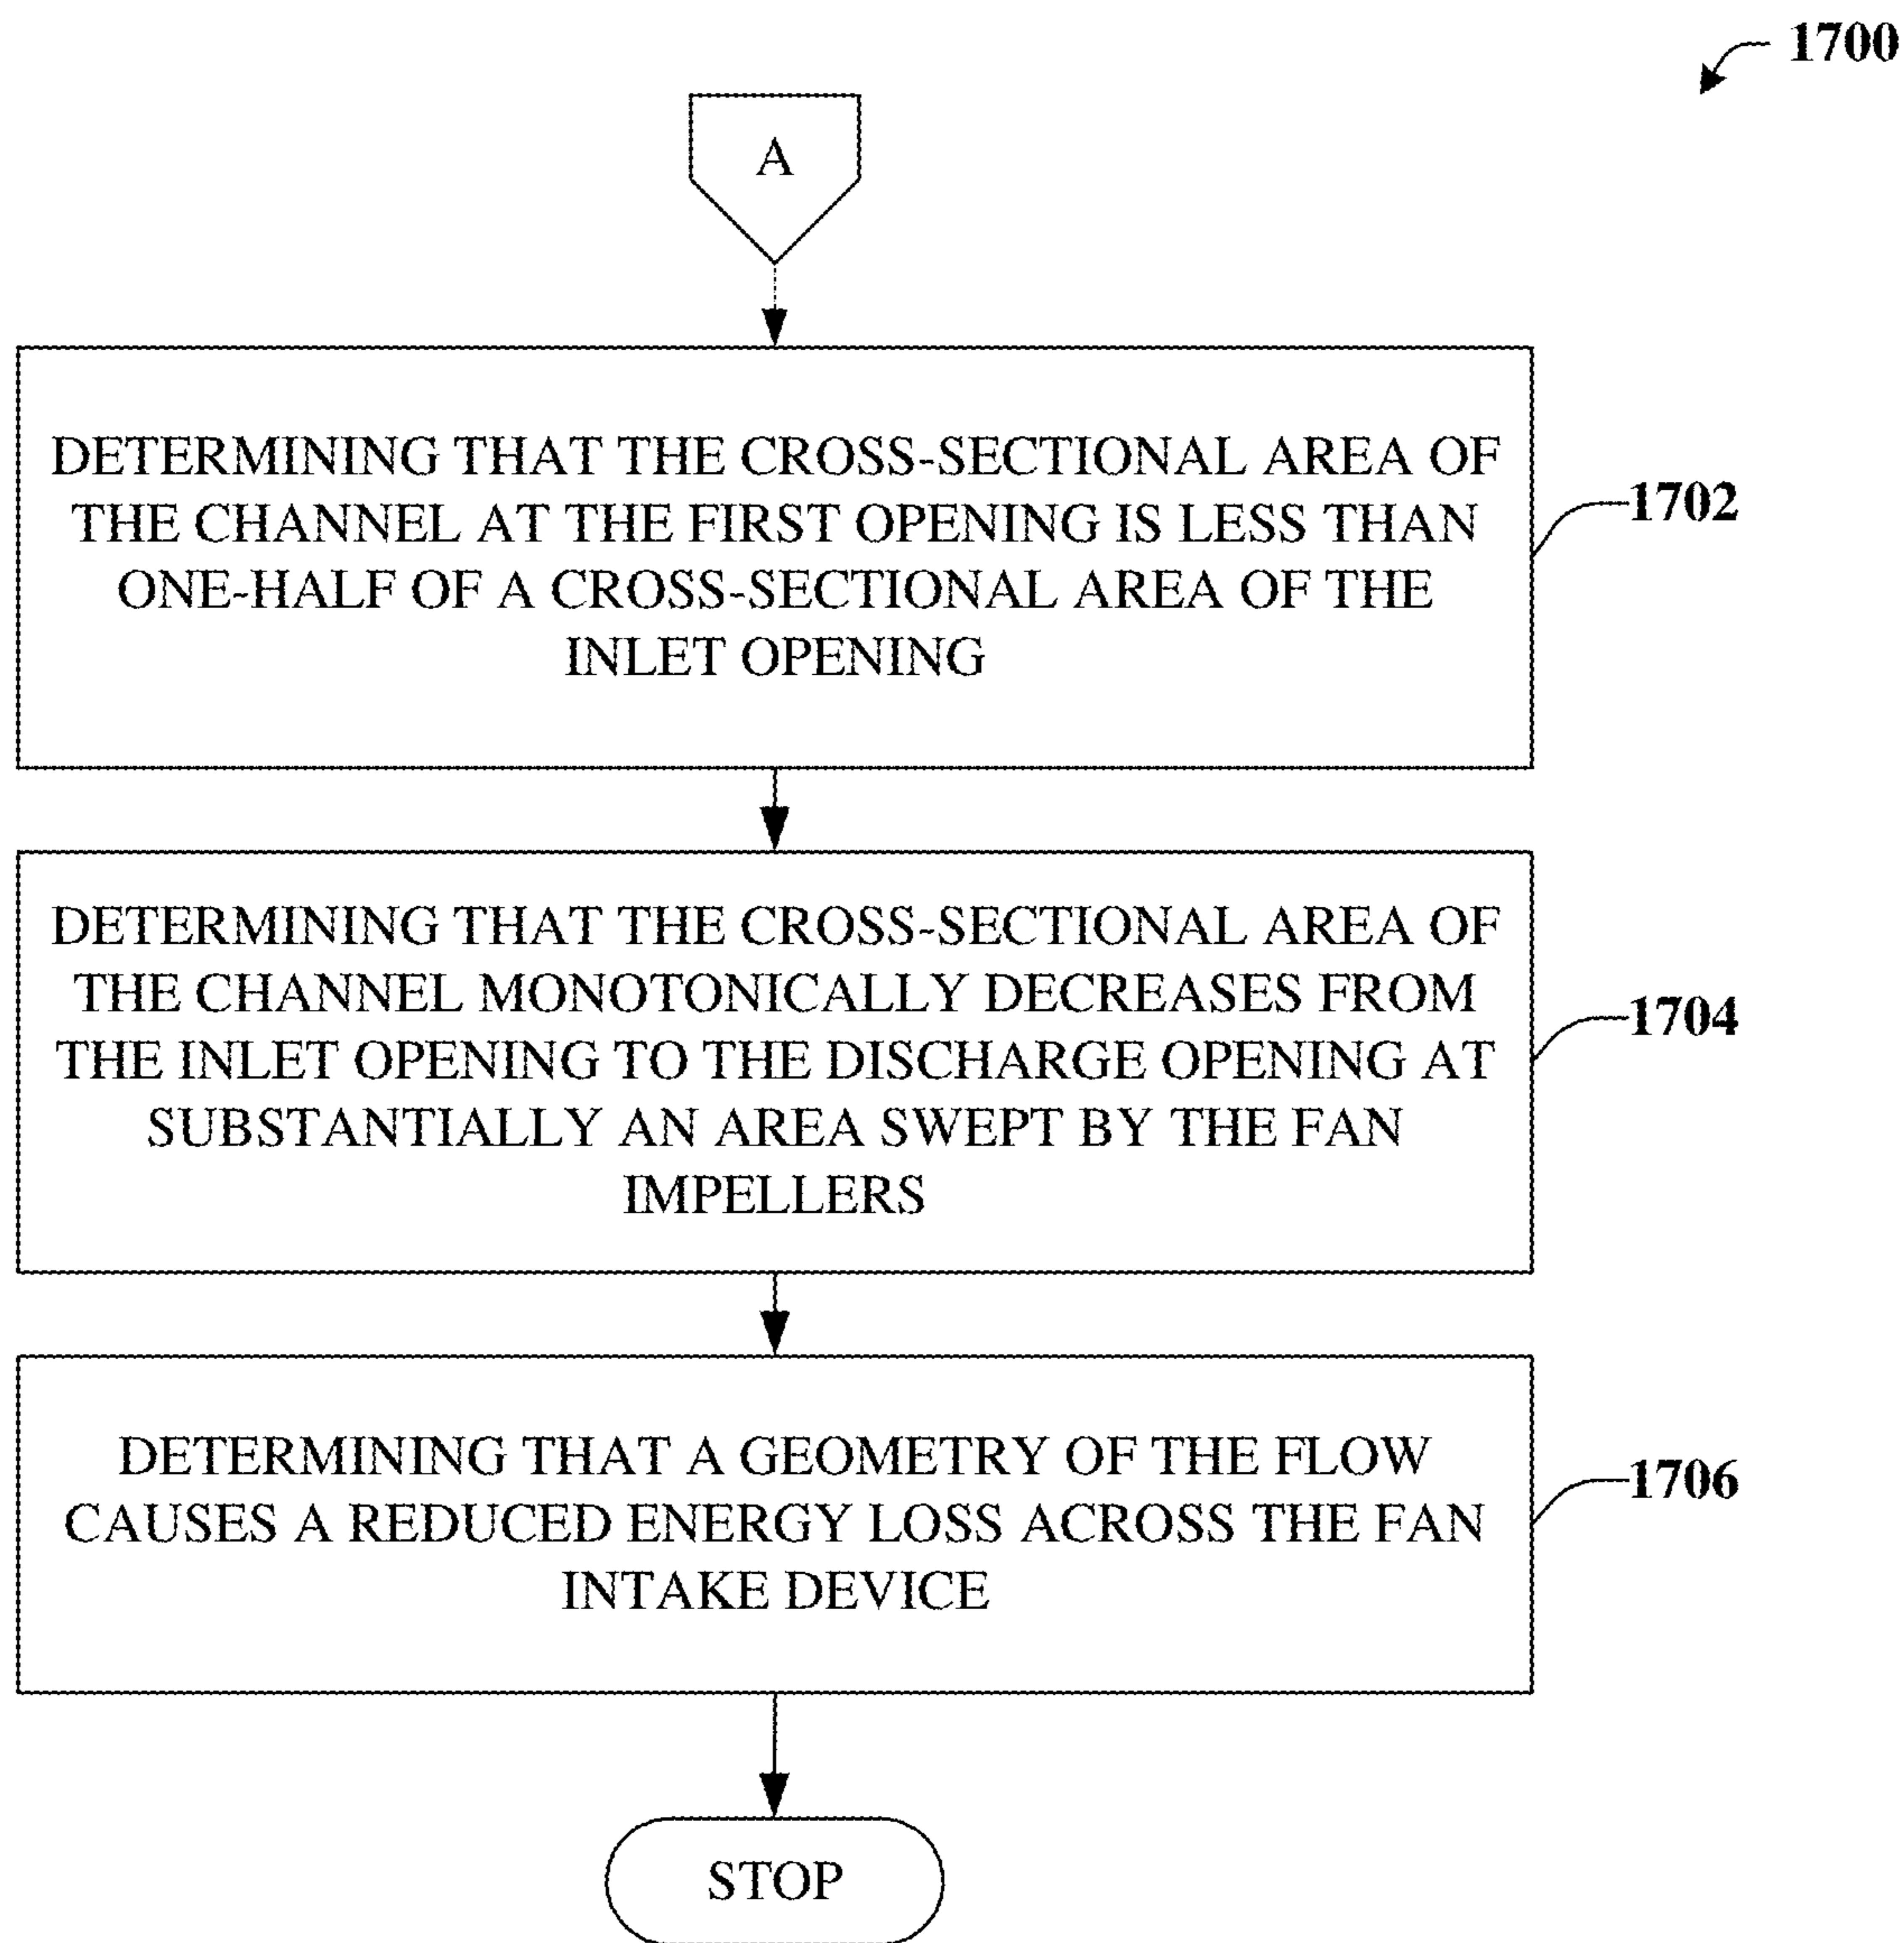 1700
A
DETERMINING THAT THE CROSS-SECTIONAL AREA OF
THE CHANNEL AT THE FIRST OPENING IS LESS THAN
ONE-HALF OF A CROSS-SECTIONAL AREA OF THE
INLET OPENING
1702
DETERMINING THAT THE CROSS-SECTIONAL AREA OF
THE CHANNEL MONOTONICALLY DECREASES FROM
THE INLET OPENING TO THE DISCHARGE OPENING AT
SUBSTANTIALLY AN AREA SWEPT BY THE FAN
IMPELLERS
1704
DETERMINING THAT A GEOMETRY OF THE FLOW
CAUSES A REDUCED ENERGY LOSS ACROSS THE FAN
INTAKE DEVICE
1706
STOP